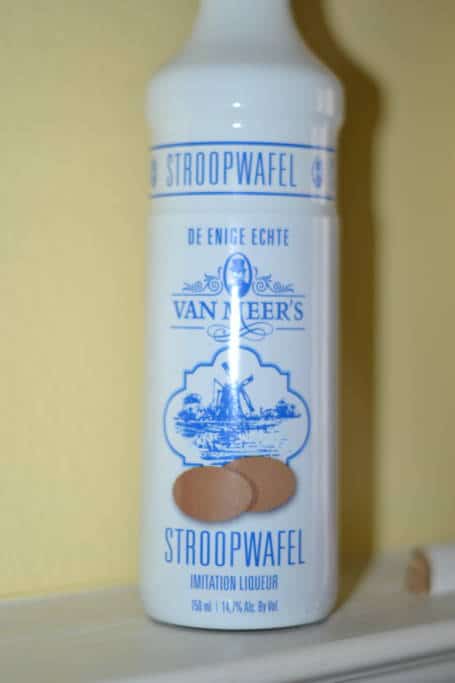 STROOPWAFEL
DE ENIGE ECHTE
VAN MEER'S
STROOPWAFEL
IMITATION LIQUEUR
750 ml | 14,7% Alc. By Vol.